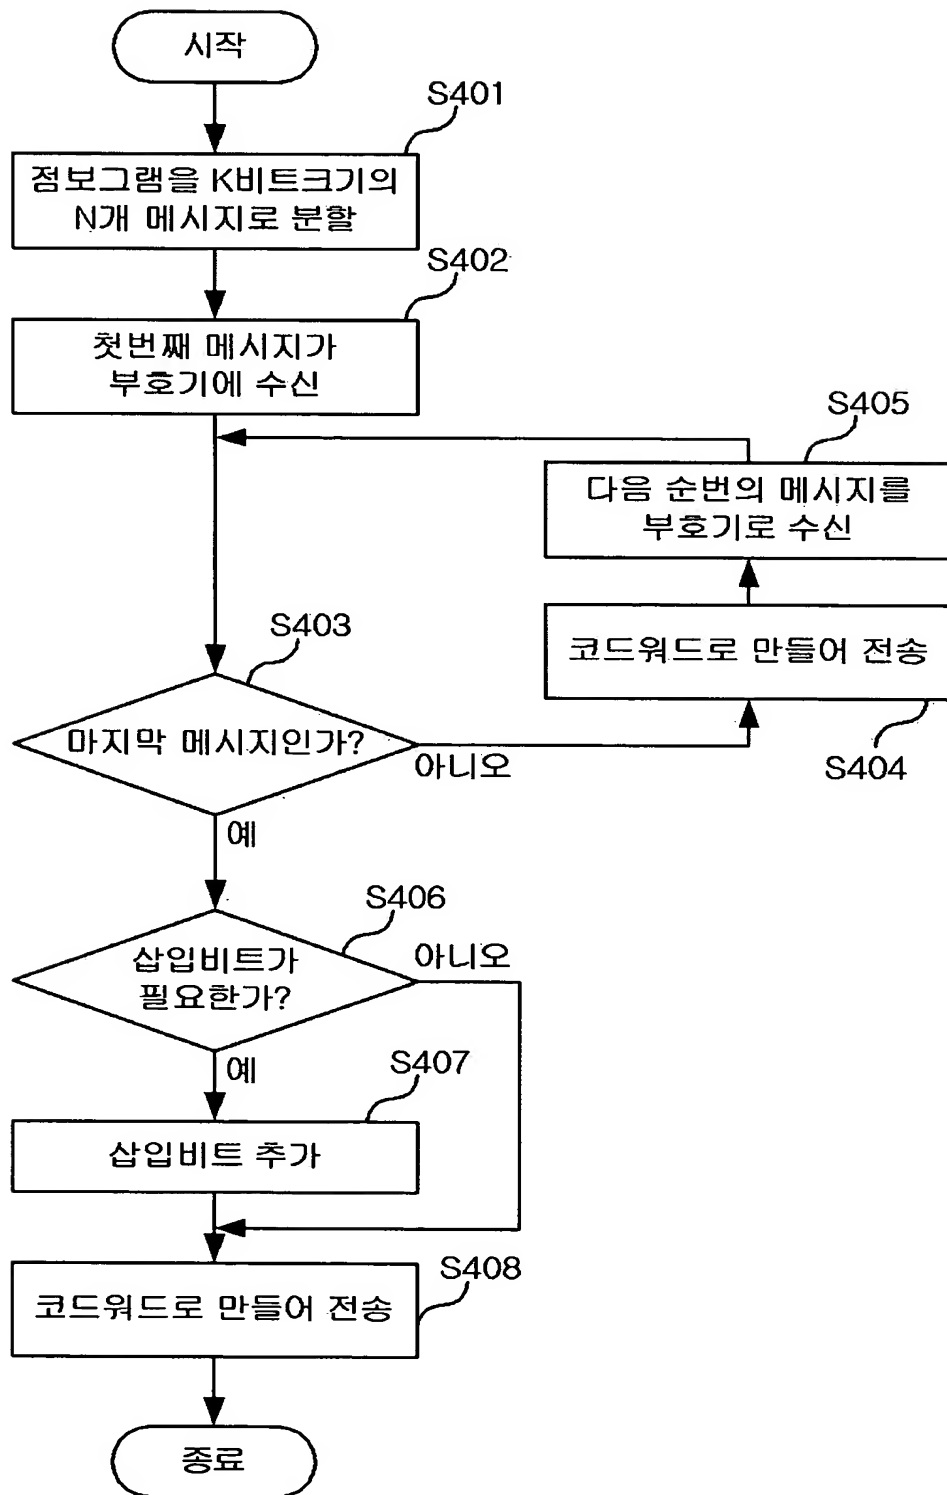 시작
S401
점보그램을 K비트크기의
N개 메시지로 분할
S402
첫번째 메시지가
부호기에 수신
S405
다음 순번의 메시지를
부호기로 수신
S403
코드워드로 만들어 전송
마지막 메시지인가?
아니오
S404
예
S406
삽입비트가
필요한가?
아니오
예
S407
삽입비트 추가
S408
코드워드로 만들어 전송
종료